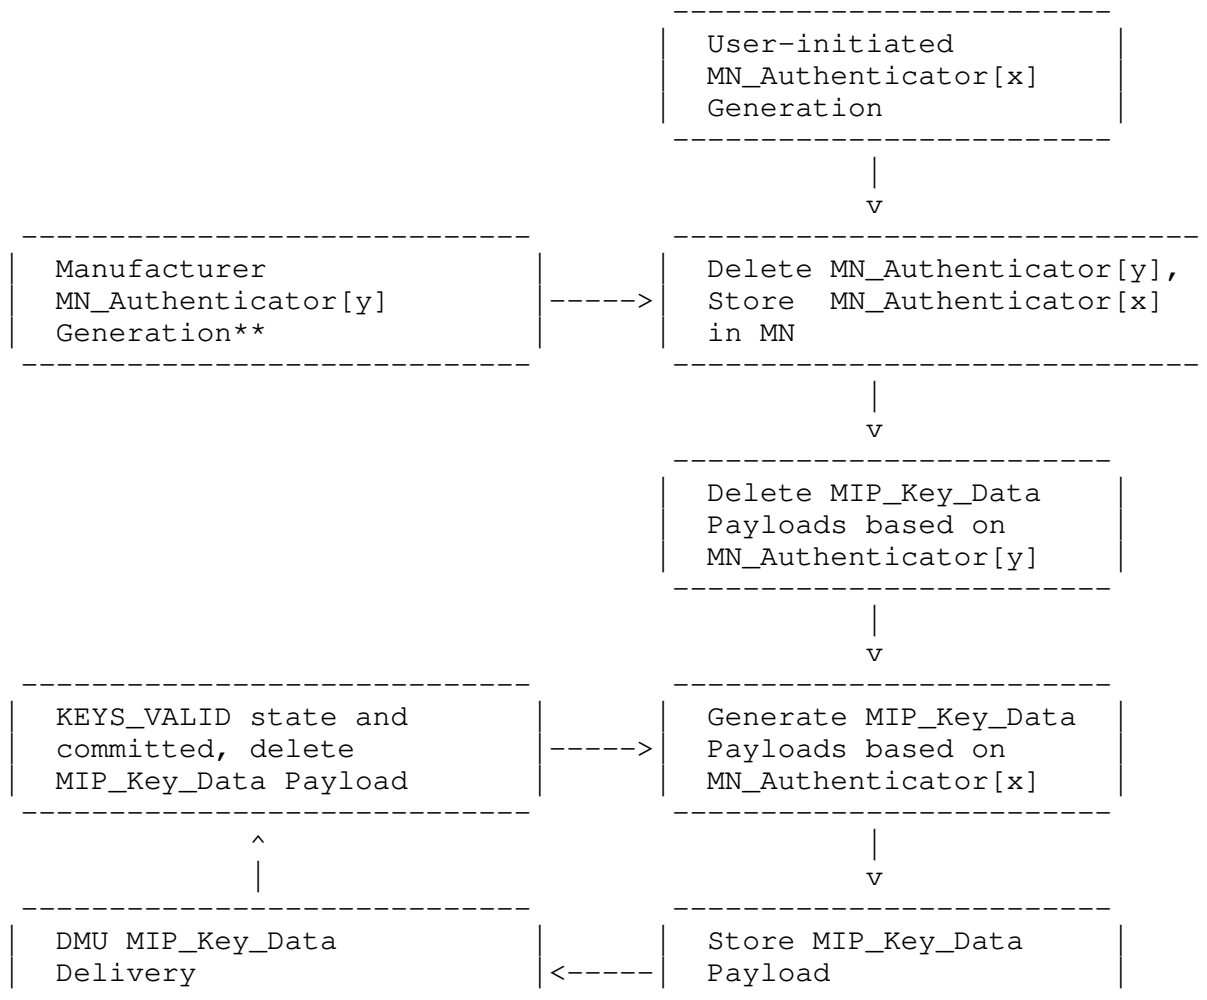 User-initiated
MN_Authenticator[x]
Generation
v
Manufacturer
MN_Authenticator[y]
Generation**
----->
Delete MN_Authenticator[y],
Store  MN_Authenticator[x]
in MN
v
Delete MIP_Key_Data
Payloads based on
MN_Authenticator[y]
v
KEYS_VALID state and
committed, delete
MIP_Key_Data Payload
----->
Generate MIP_Key_Data
Payloads based on
MN_Authenticator[x]
^
v
DMU MIP_Key_Data
Delivery
<-----
Store MIP_Key_Data
Payload